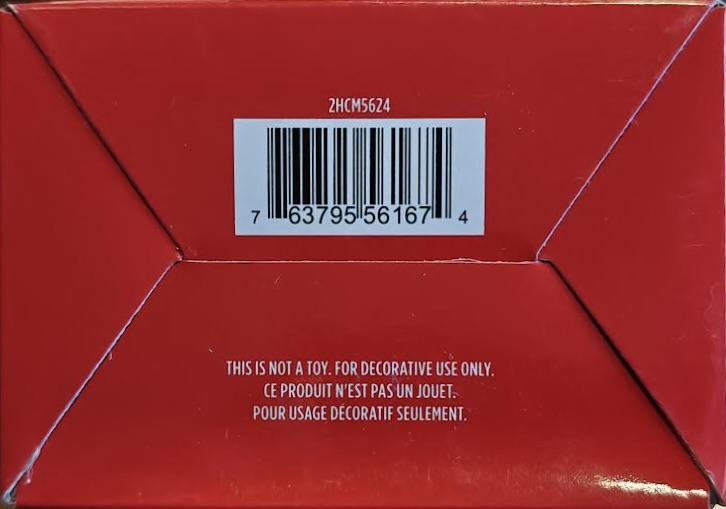 2HCM5624
7 63795 56167 4
THIS IS NOT A TOY. FOR DECORATIVE USE ONLY.
CE PRODUIT N'EST PAS UN JOUET.
POUR USAGE DÉCORATIF SEULEMENT.